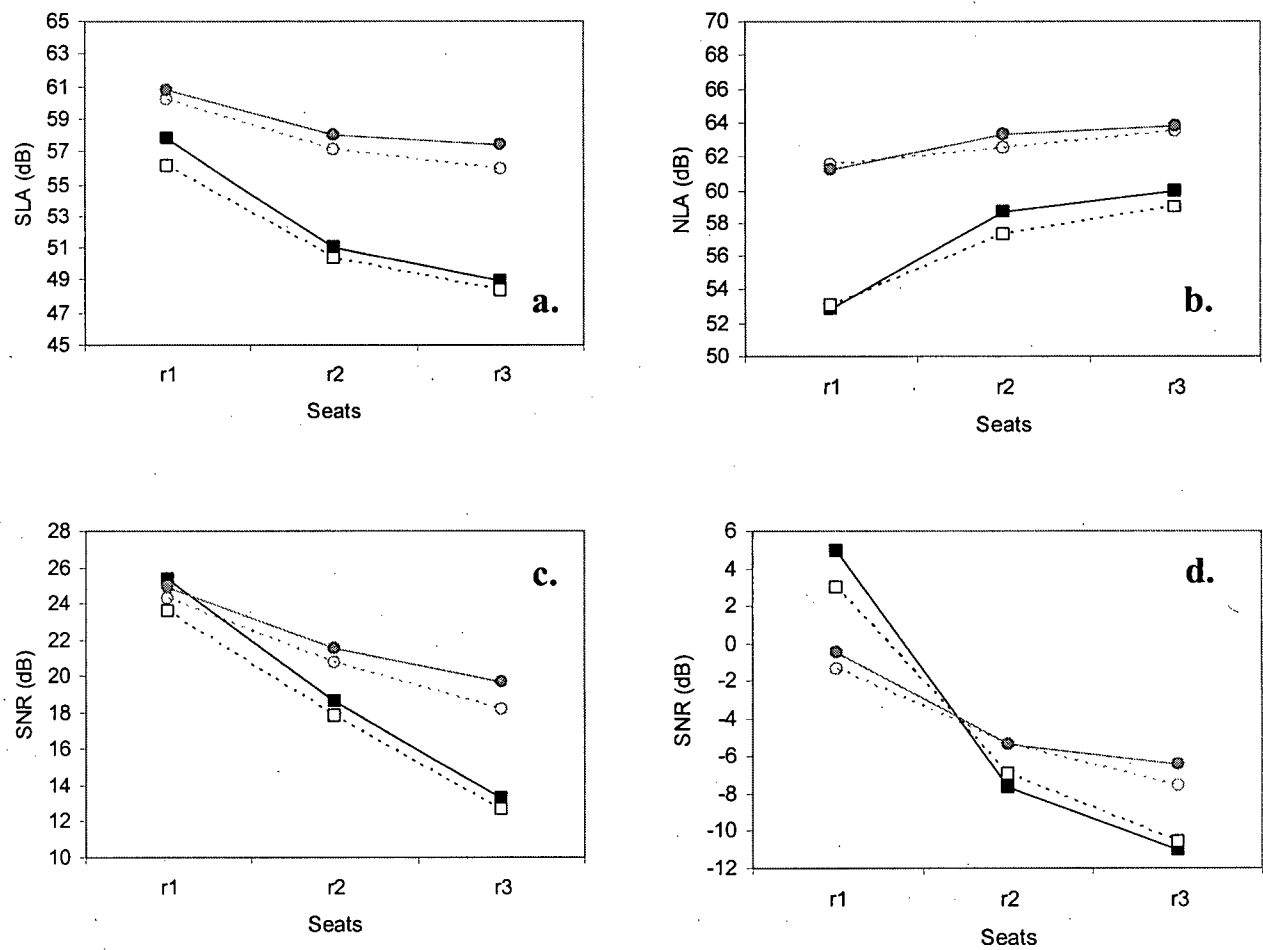 65
63
61
59
57
55
53
51
49
47
45
SLA (dB)
r1
r2
r3
Seats
a.
70
68
66
64
62
60
58
56
54
52
50
NLA (dB)
r1
r2
r3
Seats
b.
28
26
24
22
20
18
16
14
12
10
SNR (dB)
r1
r2
r3
Seats
c.
6
4
2
0
-2
-4
-6
-8
-10
-12
SNR (dB)
r1
r2
r3
Seats
d.